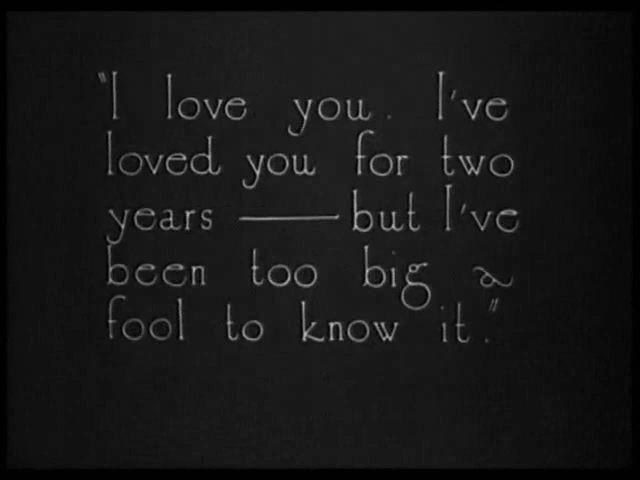 "I love you. I've
loved you for two
years — but I've
been too big a
fool to know it."